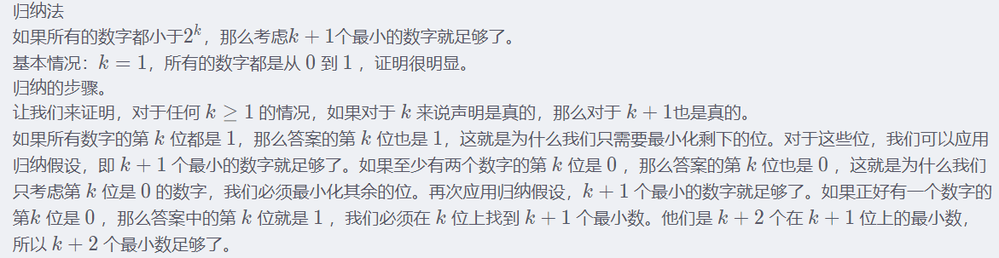 归纳法
如果所有的数字都小于2^k，那么考虑k + 1个最小的数字就足够了。
基本情况：k = 1，所有的数字都是从 0 到 1 ，证明很明显。
归纳的步骤。
让我们来证明，对于任何 k ≥ 1 的情况，如果对于 k 来说声明是真的，那么对于 k + 1也是真的。
如果所有数字的第 k 位都是 1，那么答案的第 k 位也是 1，这就是为什么我们只需要最小化剩下的位。对于这些位，我们可以应用
归纳假设，即 k + 1 个最小的数字就足够了。如果至少有两个数字的第 k 位是 0 ，那么答案的第 k 位也是 0 ，这就是为什么我们
只考虑第 k 位是 0 的数字，我们必须最小化其余的位。再次应用归纳假设，k + 1 个最小的数字就足够了。如果正好有一个数字的
第k 位是 0 ，那么答案中的第 k 位就是 1 ，我们必须在 k 位上找到 k + 1 个最小数。他们是 k + 2 个在 k + 1 位上的最小数，
所以 k + 2 个最小数足够了。